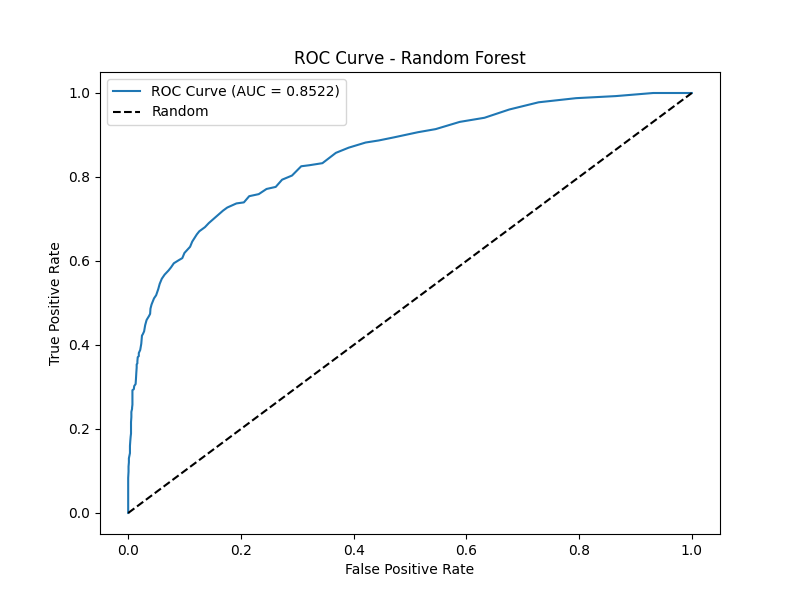 ROC Curve - Random Forest
ROC Curve (AUC = 0.8522)
Random
1.0
0.8
0.6
0.4
0.2
0.0
True Positive Rate
0.0 0.2 0.4 0.6 0.8 1.0
False Positive Rate